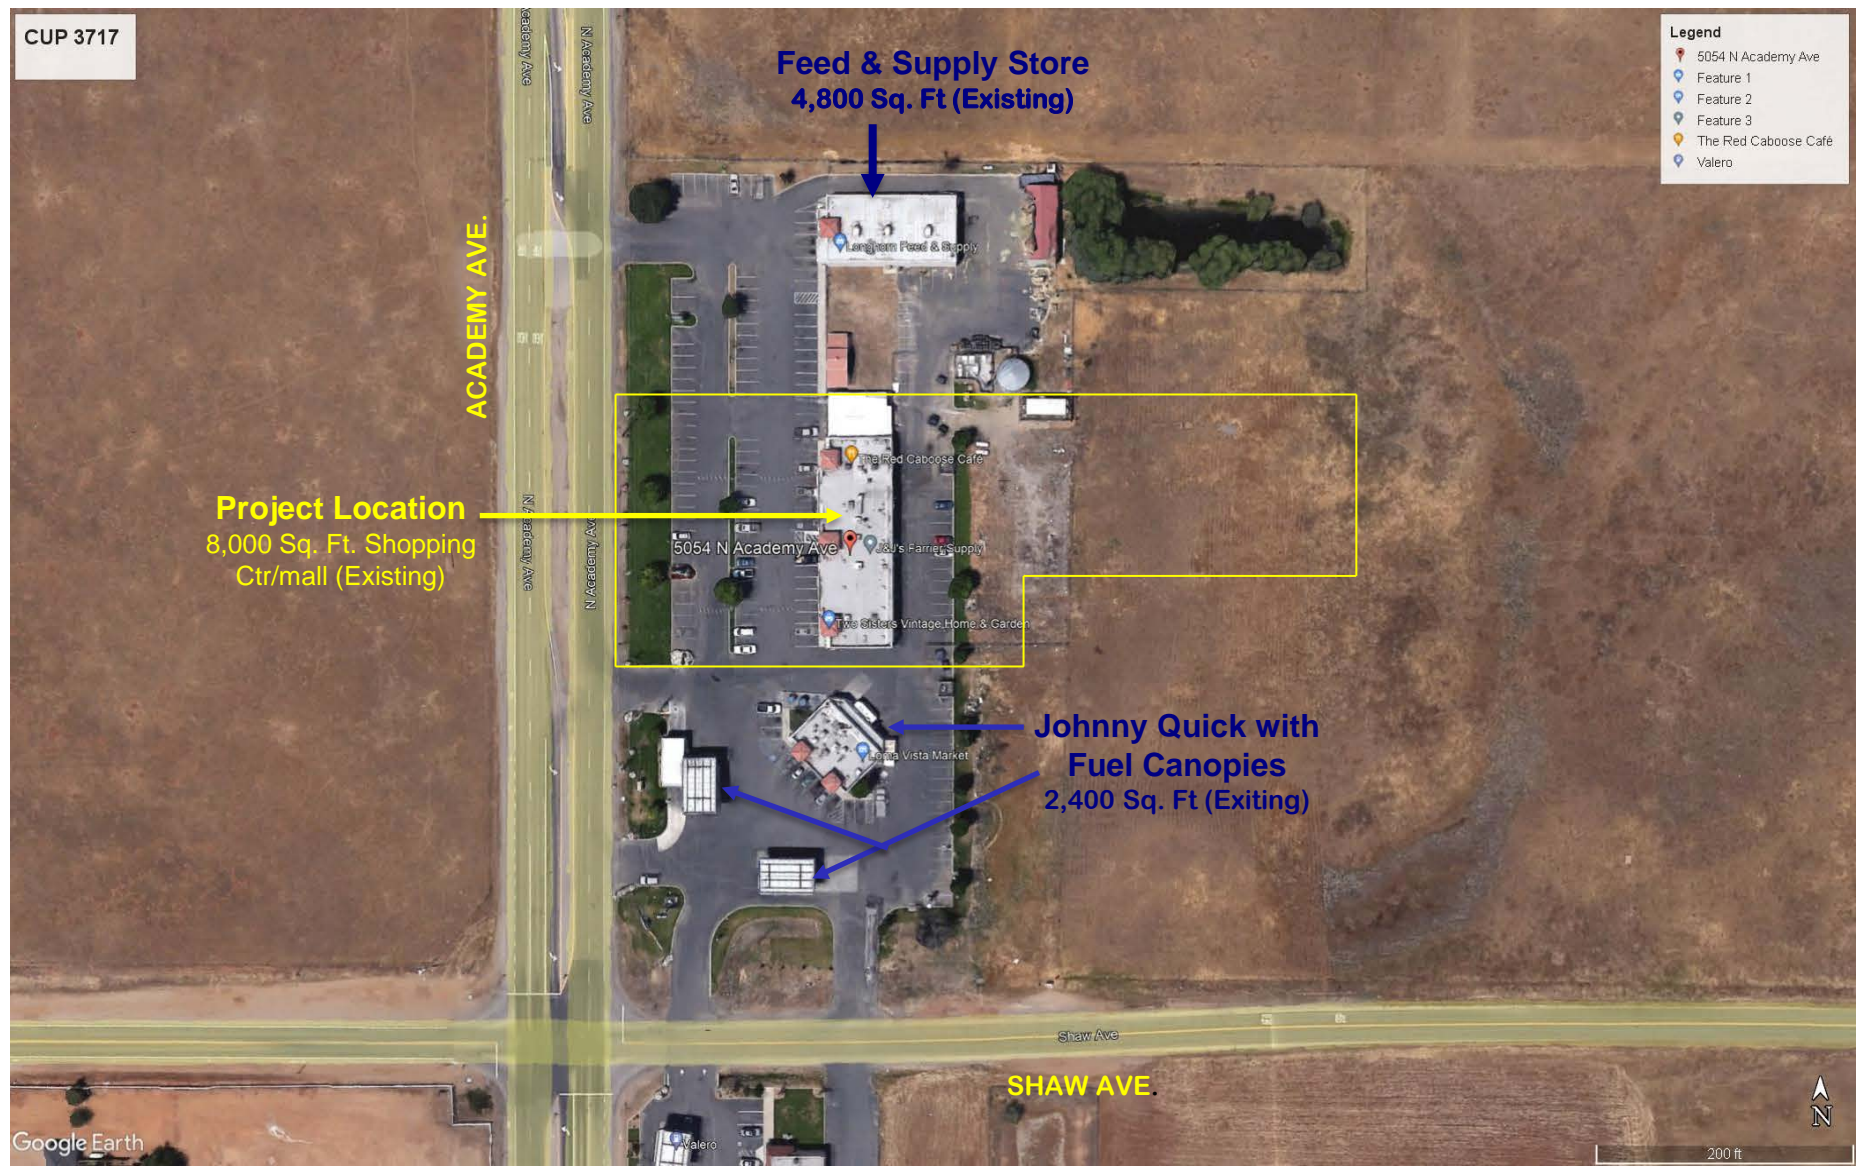 CUP 3717
Academy Ave
N Academy Ave
Feed & Supply Store
4,800 Sq. Ft (Existing)
Legend
5054 N Academy Ave
Feature 1
Feature 2
Feature 3
The Red Caboose Café
Valero
ACADEMY AVE.
Longhorn Feed & Supply
The Red Caboose Café
Project Location
8,000 Sq. Ft. Shopping
Ctr/mall (Existing)
N Academy Ave
N Academy Ave
5054 N Academy Ave
J&J's Farrier Supply
Two Sisters Vintage Home & Garden
Johnny Quick with
Fuel Canopies
2,400 Sq. Ft (Exiting)
Loma Vista Market
Shaw Ave
SHAW AVE.
Valero
N
Google Earth
200 ft